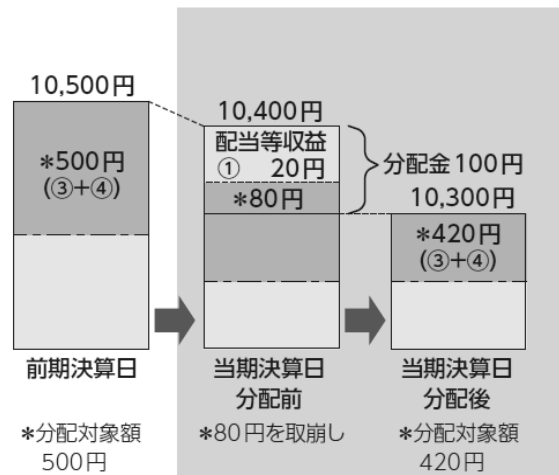 10,500円
*500円
(③+④)
前期決算日
*分配対象額
500円
10,400円
配当等収益
① 20円
*80円
分配金100円
当期決算日
分配前
*80円を取崩し
10,300円
*420円
(③+④)
当期決算日
分配後
*分配対象額
420円